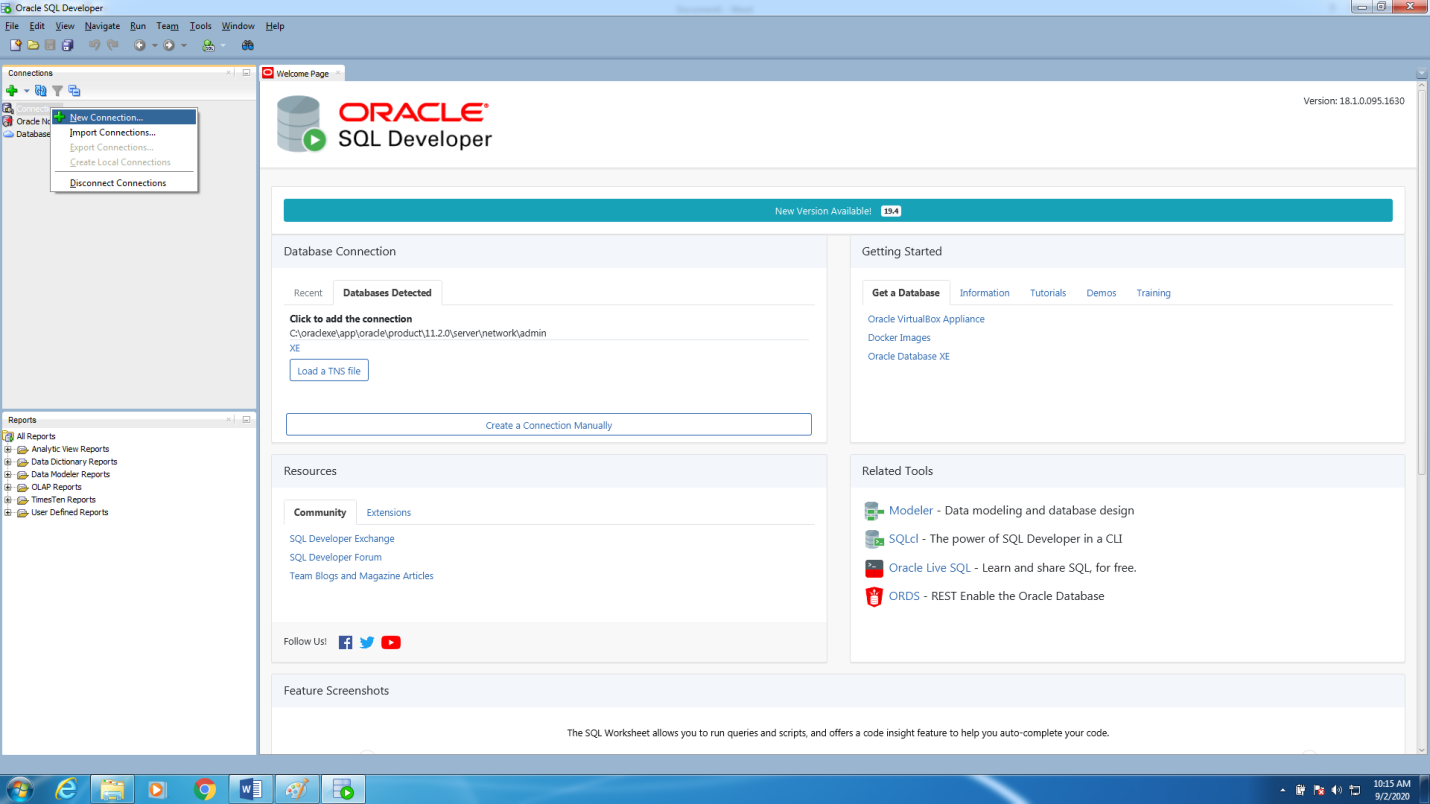 Oracle SQL Developer
File Edit View Navigate Run Team Tools Window Help
Connections
Welcome Page
New Connection...
Import Connections...
Export Connections...
Create Local Connections
Disconnect Connections
Oracle
Database
ORACLE
SQL Developer
Version: 18.1.0.095.1630
New Version Available! 19.4
Database Connection
Recent Databases Detected
Click to add the connection
C:\oraclexe\app\oracle\product\11.2.0\server\network\admin
XE
Load a TNS file
Create a Connection Manually
Getting Started
Get a Database Information Tutorials Demos Training
Oracle VirtualBox Appliance
Docker Images
Oracle Database XE
Reports
All Reports
Analytic View Reports
Data Dictionary Reports
Data Modeler Reports
OLAP Reports
TimesTen Reports
User Defined Reports
Resources
Community Extensions
SQL Developer Exchange
SQL Developer Forum
Team Blogs and Magazine Articles
Follow Us!
Related Tools
Modeler - Data modeling and database design
SQLcl - The power of SQL Developer in a CLI
Oracle Live SQL - Learn and share SQL, for free.
ORDS - REST Enable the Oracle Database
Feature Screenshots
The SQL Worksheet allows you to run queries and scripts, and offers a code insight feature to help you auto-complete your code.
10:15 AM
9/2/2020